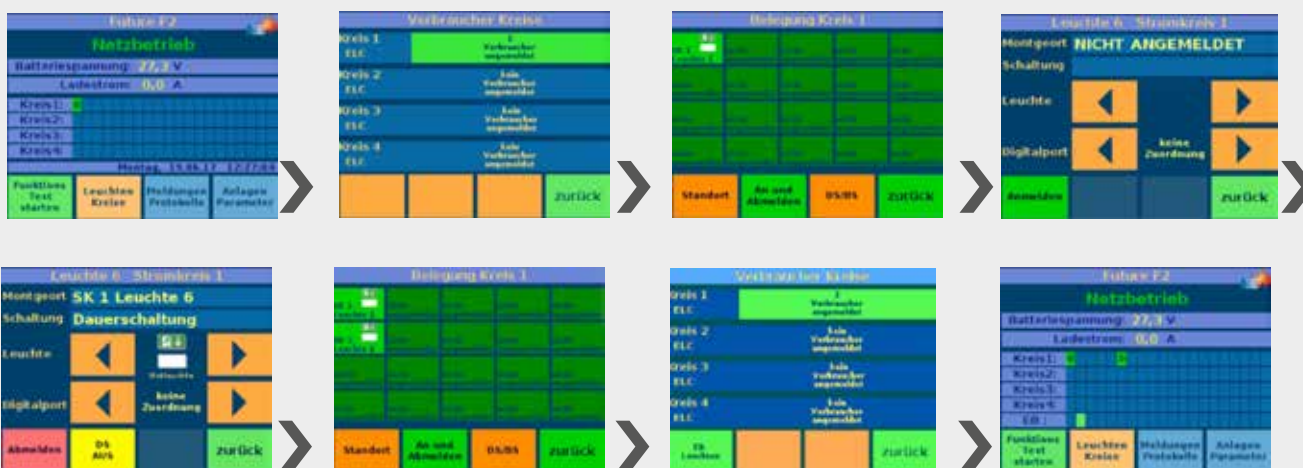 Future F2
Netzbetrieb
Batteriespannung: 27,3 V
Ladestrom: 0,0 A
Kreis1:
Kreis2:
Kreis3:
Kreis4:
Montag,
Funktions Test starten
Leuchten Kreise
Meldungen Protokolle
Anlagen Parameter
Verbraucher Kreise
Kreis 1
ELC
1 Verbraucher angemeldet
Kreis 2
ELC
kein Verbraucher angemeldet
Kreis 3
ELC
kein Verbraucher angemeldet
Kreis 4
ELC
kein Verbraucher angemeldet
zurück
Belegung Kreis 1
Standort
An und Abmelden
DS/BS
zurück
Leuchte 6 Stromkreis 1
Montgeort NICHT ANGEMELDET
Schaltung
Leuchte
Digitalport
keine Zuordnung
Anmelden
zurück
Leuchte 6 Stromkreis 1
Montgeort SK 1 Leuchte 6
Schaltung Dauerschaltung
Leuchte
Digitalport
keine Zuordnung
Abmelden
DS AUS
zurück
Belegung Kreis 1
Standort
An und Abmelden
DS/BS
zurück
Verbraucher Kreise
Kreis 1
ELC
Verbraucher angemeldet
Kreis 2
ELC
kein Verbraucher angemeldet
Kreis 3
ELC
kein Verbraucher angemeldet
Kreis 4
ELC
kein Verbraucher angemeldet
EB Leuchten
zurück
Future F2
Netzbetrieb
Batteriespannung: 27,3 V
Ladestrom: 0,0 A
Kreis1:
Kreis2:
Kreis3:
Kreis4:
EB :
Funktions Test starten
Leuchten Kreise
Meldungen Protokolle
Anlagen Parameter